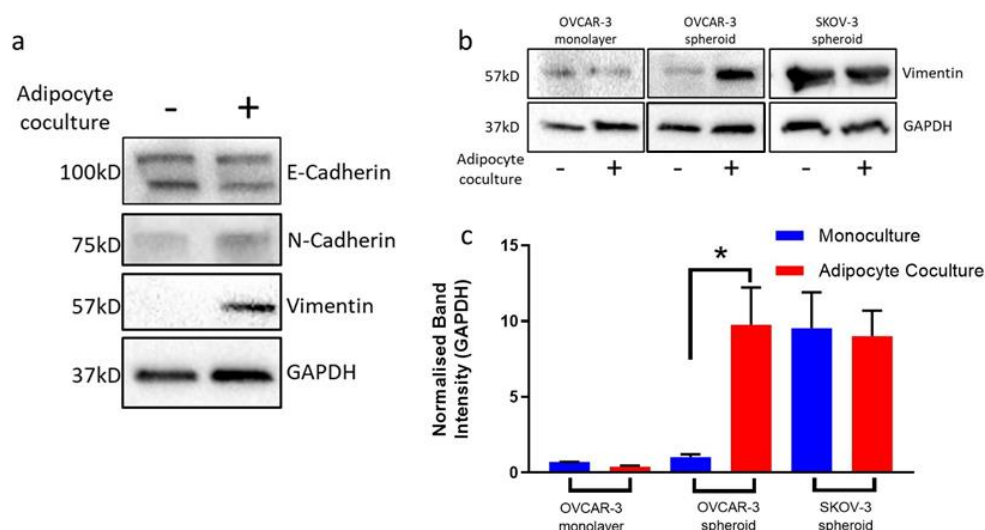 a
Adipocyte
coculture
- +
100kD E-Cadherin
75kD N-Cadherin
57kD Vimentin
37kD GAPDH
b
OVCAR-3
monolayer
OVCAR-3
spheroid
SKOV-3
spheroid
57kD Vimentin
37kD GAPDH
Adipocyte
coculture
- + - + - +
c
Monoculture
Adipocyte Coculture
*
Normalised Band
Intensity (GAPDH)
15
10
5
0
OVCAR-3
monolayer
OVCAR-3
spheroid
SKOV-3
spheroid